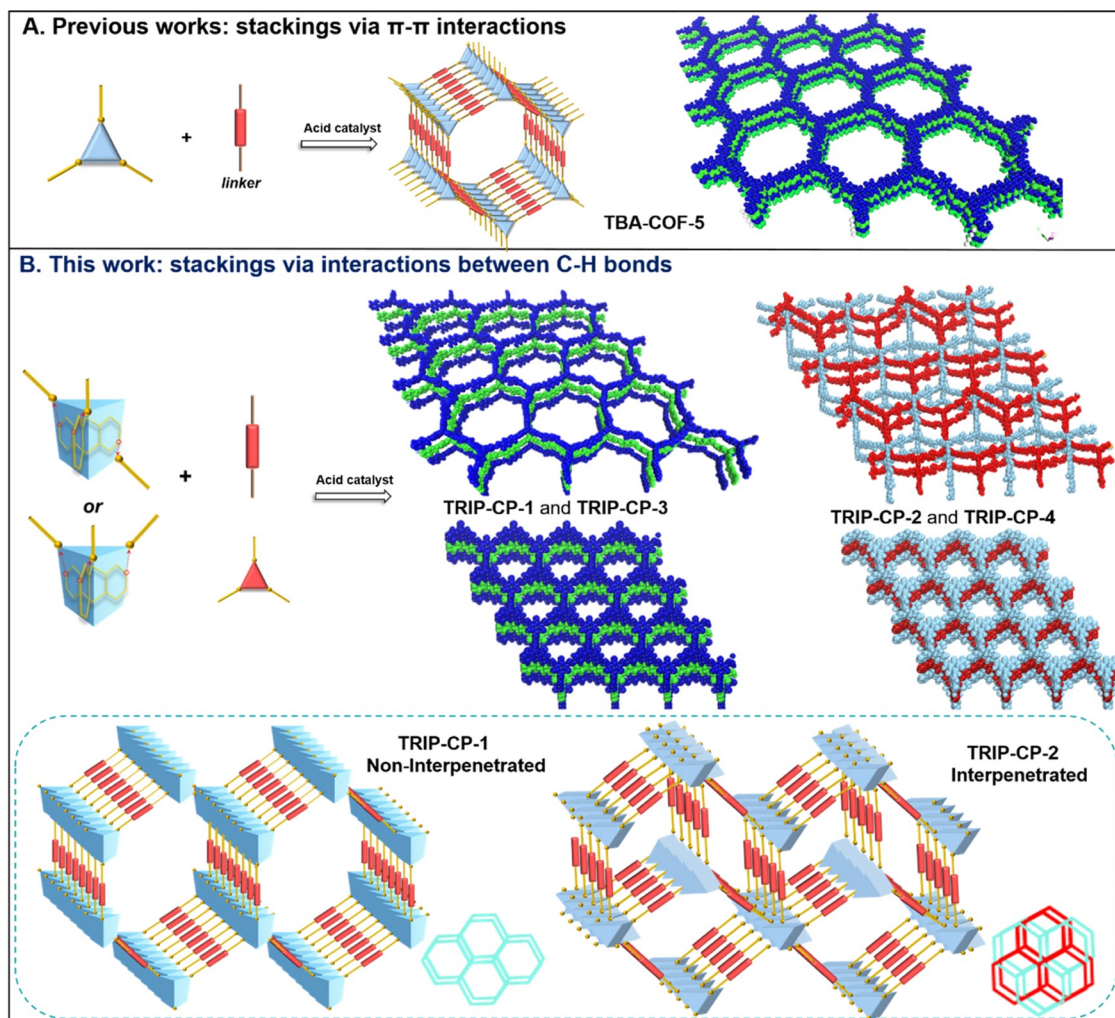 A. Previous works: stackings via π-π interactions
+
linker
Acid catalyst
TBA-COF-5
B. This work: stackings via interactions between C-H bonds
or
+
Acid catalyst
TRIP-CP-1 and TRIP-CP-3
TRIP-CP-2 and TRIP-CP-4
TRIP-CP-1
Non-Interpenetrated
TRIP-CP-2
Interpenetrated